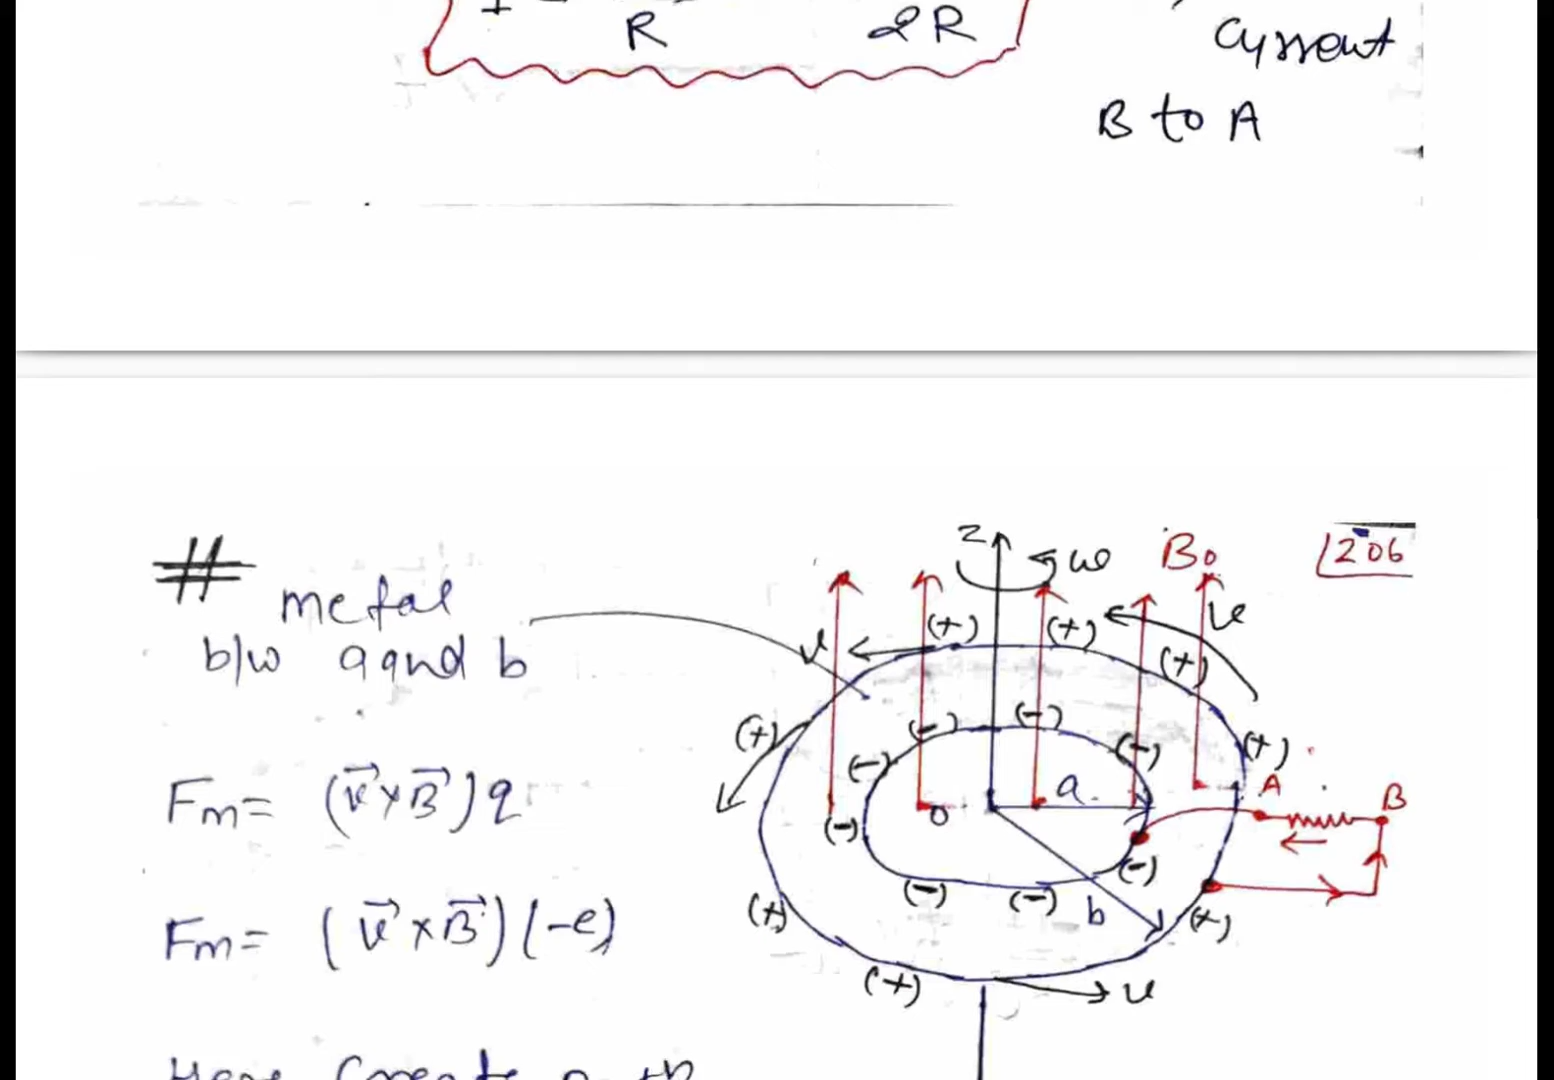 R 2R
Cyrrent
B to A
# metal
b/w a and b
Fm = (v⃗×B⃗)q
Fm = (v⃗×B⃗)(-e)
Z
ω
B₀
206
v
v
(+) (+) (+) (+) (+) (+) (+) (+)
(-) (-) (-) (-) (-) (-) (-) (-)
o
a
b
A
B
v